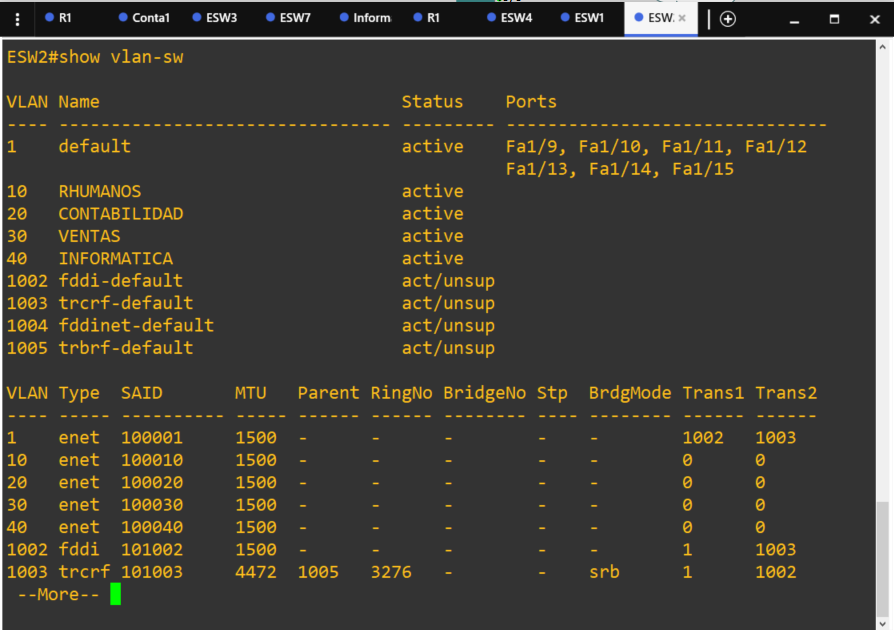 R1 Conta1 ESW3 ESW7 Inform R1 ESW4 ESW1 ESW.
ESW2#show vlan-sw
VLAN Name                             Status    Ports
---- -------------------------------- --------- -------------------------------
1    default                          active    Fa1/9, Fa1/10, Fa1/11, Fa1/12
                                                Fa1/13, Fa1/14, Fa1/15
10   RHUMANOS                         active
20   CONTABILIDAD                     active
30   VENTAS                           active
40   INFORMATICA                      active
1002 fddi-default                     act/unsup
1003 trcrf-default                    act/unsup
1004 fddinet-default                  act/unsup
1005 trbrf-default                    act/unsup
VLAN Type  SAID       MTU   Parent RingNo BridgeNo Stp  BrdgMode Trans1 Trans2
---- ----- ---------- ----- ------ ------ -------- ---- -------- ------ ------
1    enet  100001     1500  -      -      -        -    -        1002   1003
10   enet  100010     1500  -      -      -        -    -        0      0
20   enet  100020     1500  -      -      -        -    -        0      0
30   enet  100030     1500  -      -      -        -    -        0      0
40   enet  100040     1500  -      -      -        -    -        0      0
1002 fddi  101002     1500  -      -      -        -    -        1      1003
1003 trcrf 101003     4472  1005   3276   -        -    srb      1      1002
 --More--